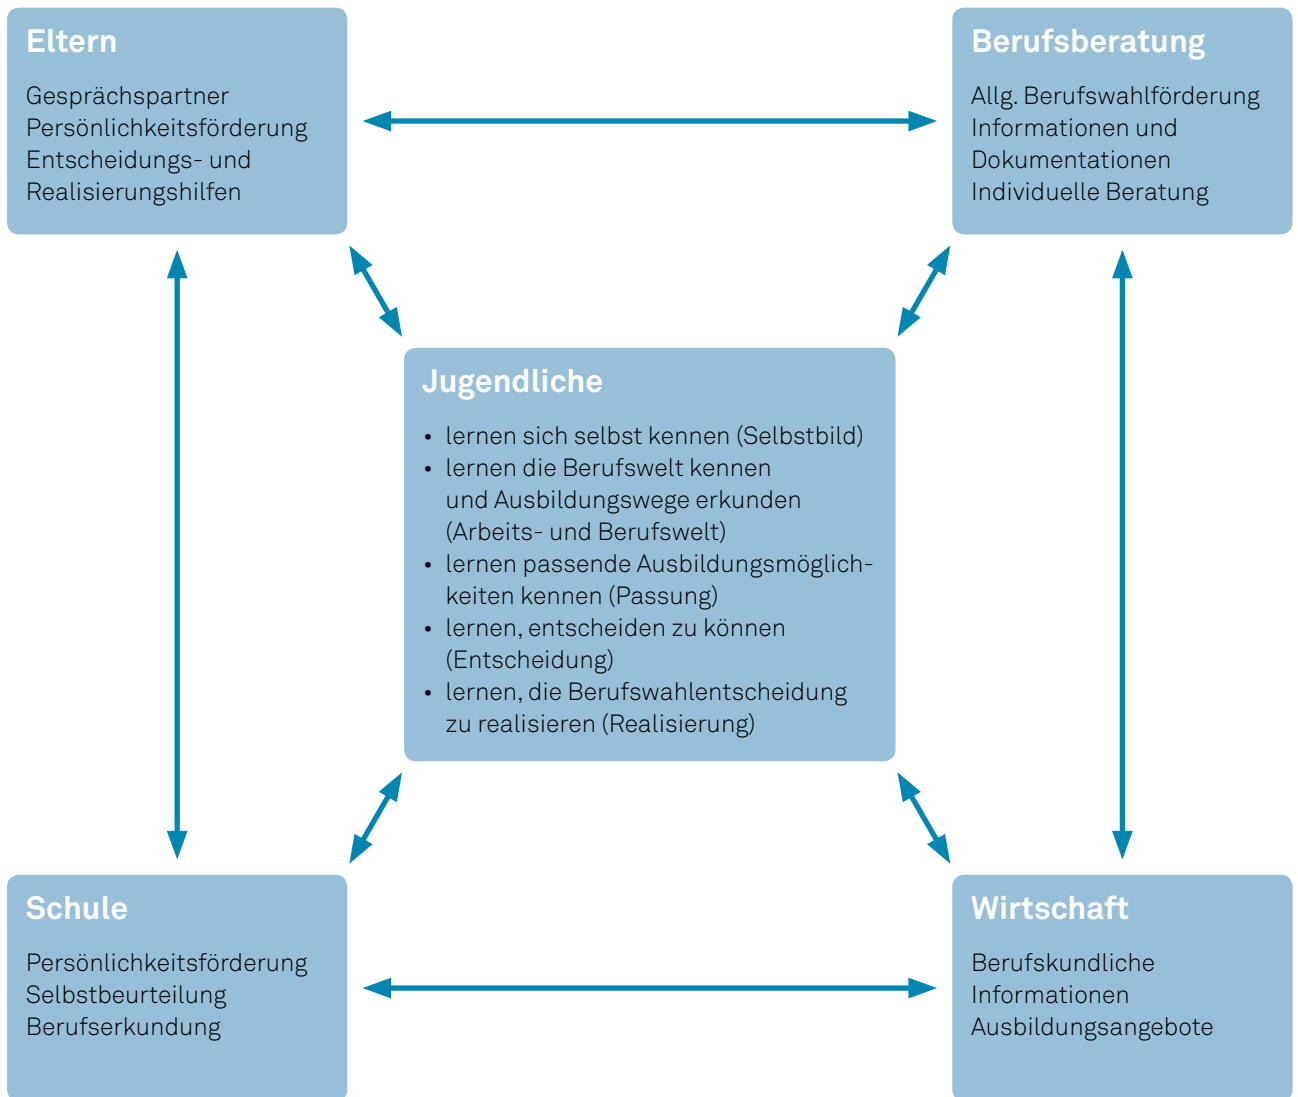 Eltern
Gesprächspartner
Persönlichkeitsförderung
Entscheidungs- und
Realisierungshilfen
Berufsberatung
Allg. Berufswahlförderung
Informationen und
Dokumentationen
Individuelle Beratung
Jugendliche
• lernen sich selbst kennen (Selbstbild)
• lernen die Berufswelt kennen
und Ausbildungswege erkunden
(Arbeits- und Berufswelt)
• lernen passende Ausbildungsmöglich-
keiten kennen (Passung)
• lernen, entscheiden zu können
(Entscheidung)
• lernen, die Berufswahlentscheidung
zu realisieren (Realisierung)
Schule
Persönlichkeitsförderung
Selbstbeurteilung
Berufserkundung
Wirtschaft
Berufskundliche
Informationen
Ausbildungsangebote